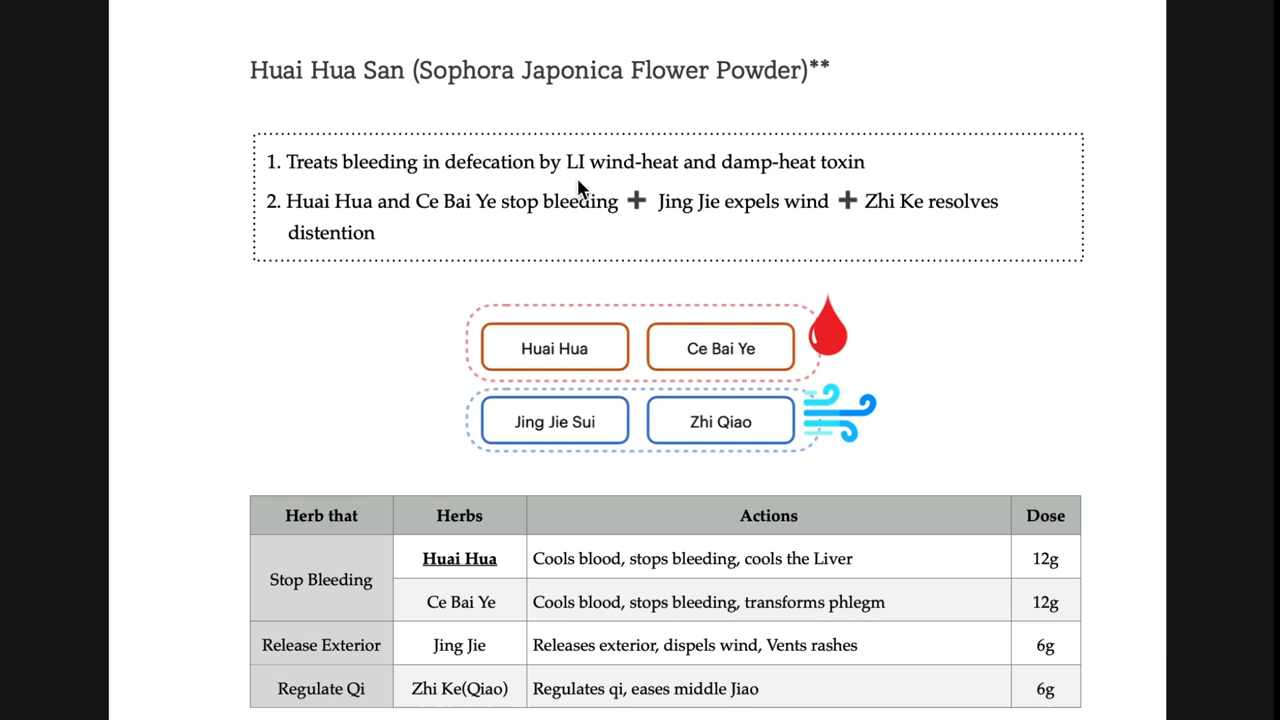 Huai Hua San (Sophora Japonica Flower Powder)**
1. Treats bleeding in defecation by LI wind-heat and damp-heat toxin
2. Huai Hua and Ce Bai Ye stop bleeding ➕ Jing Jie expels wind ➕ Zhi Ke resolves
distention
Huai Hua Ce Bai Ye
Jing Jie Sui Zhi Qiao
Herb that Herbs Actions Dose
Stop Bleeding
Huai Hua Cools blood, stops bleeding, cools the Liver 12g
Ce Bai Ye Cools blood, stops bleeding, transforms phlegm 12g
Release Exterior Jing Jie Releases exterior, dispels wind, Vents rashes 6g
Regulate Qi Zhi Ke(Qiao) Regulates qi, eases middle Jiao 6g